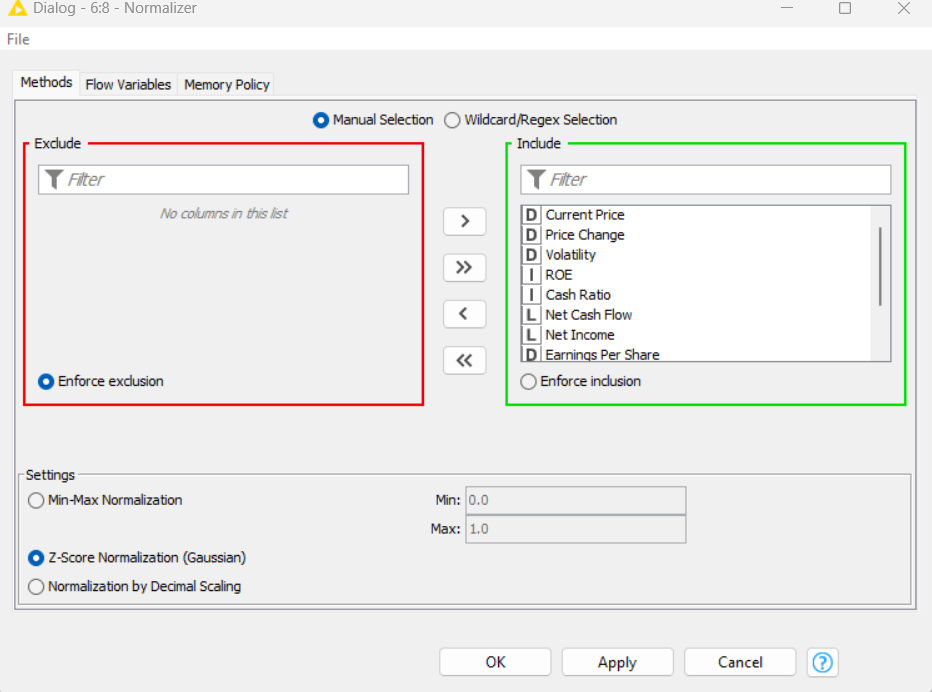 Dialog - 6:8 - Normalizer
File
Methods Flow Variables Memory Policy
Manual Selection Wildcard/Regex Selection
Exclude
Filter
No columns in this list
Enforce exclusion
>
>>
<
<<
Include
Filter
D Current Price
D Price Change
D Volatility
I ROE
I Cash Ratio
L Net Cash Flow
L Net Income
D Earnings Per Share
Enforce inclusion
Settings
Min-Max Normalization
Min: 0.0
Max: 1.0
Z-Score Normalization (Gaussian)
Normalization by Decimal Scaling
OK Apply Cancel ?